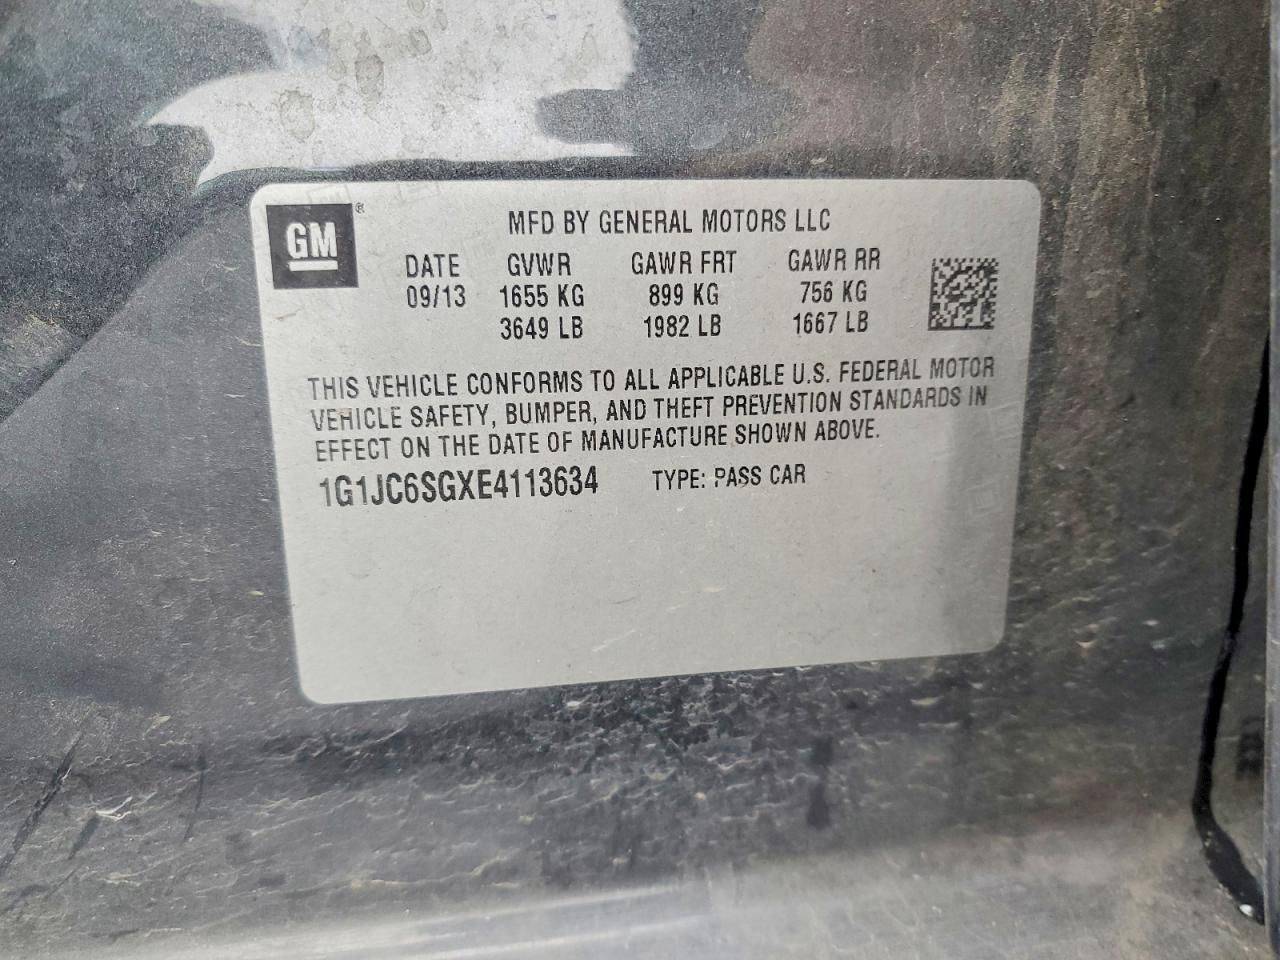 GM®
MFD BY GENERAL MOTORS LLC
DATE GVWR GAWR FRT GAWR RR
09/13 1655 KG 899 KG 756 KG
3649 LB 1982 LB 1667 LB
THIS VEHICLE CONFORMS TO ALL APPLICABLE U.S. FEDERAL MOTOR
VEHICLE SAFETY, BUMPER, AND THEFT PREVENTION STANDARDS IN
EFFECT ON THE DATE OF MANUFACTURE SHOWN ABOVE.
1G1JC6SGXE4113634 TYPE: PASS CAR